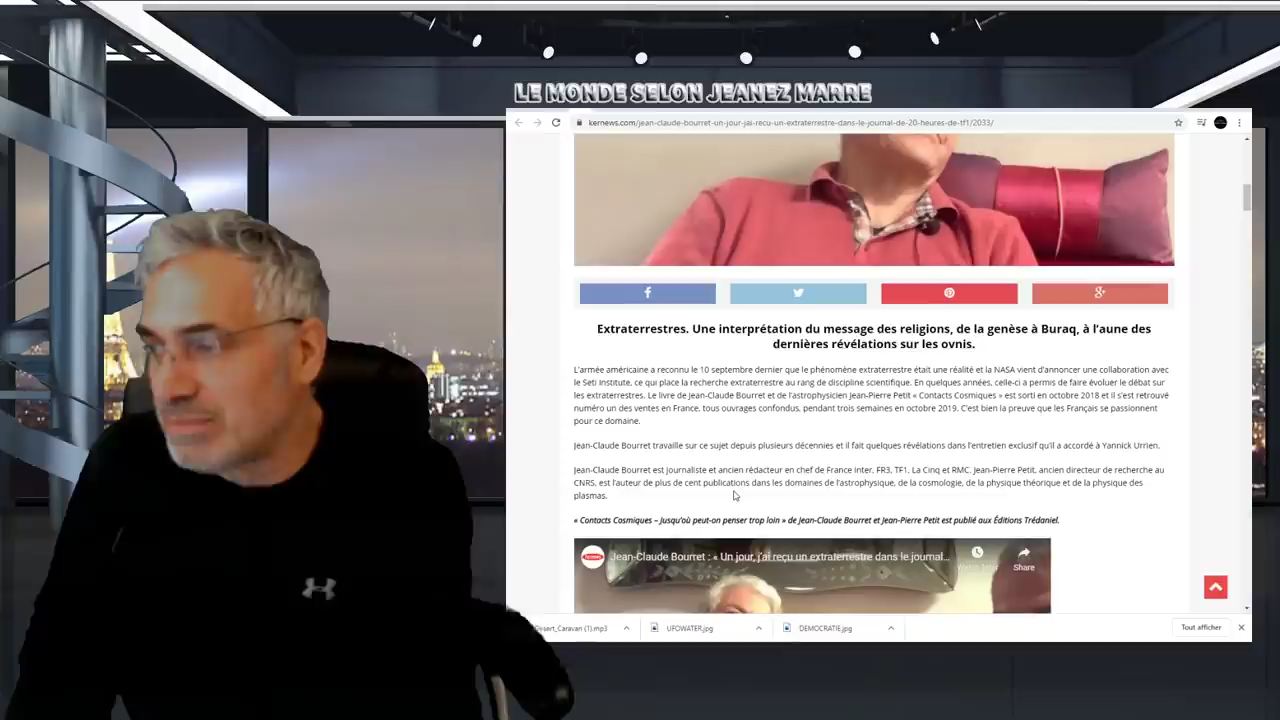 LE MONDE SELON JEANEZ MARRE
kernews.com/jean-claude-bourret-un-jour-jai-recu-un-extraterrestre-dans-le-journal-de-20-heures-de-tf1/2033/
Extraterrestres. Une interprétation du message des religions, de la genèse à Buraq, à l'aune des
dernières révélations sur les ovnis.
L'armée américaine a reconnu le 10 septembre dernier que le phénomène extraterrestre était une réalité et la NASA vient d'annoncer une collaboration avec
le Seti Institute, ce qui place la recherche extraterrestre au rang de discipline scientifique. En quelques années, celle-ci a permis de faire évoluer le débat sur
les extraterrestres. Le livre de Jean-Claude Bourret et de l'astrophysicien Jean-Pierre Petit « Contacts Cosmiques » est sorti en octobre 2018 et il s'est retrouvé
numéro un des ventes en France, tous ouvrages confondus, pendant trois semaines en octobre 2019. C'est bien la preuve que les Français se passionnent
pour ce domaine.
Jean-Claude Bourret travaille sur ce sujet depuis plusieurs décennies et il fait quelques révélations dans l'entretien exclusif qu'il a accordé à Yannick Urrien.
Jean-Claude Bourret est journaliste et ancien rédacteur en chef de France Inter, FR3, TF1, La Cinq et RMC. Jean-Pierre Petit, ancien directeur de recherche au
CNRS, est l'auteur de plus de cent publications dans les domaines de l'astrophysique, de la cosmologie, de la physique théorique et de la physique des
plasmas.
« Contacts Cosmiques – Jusqu'où peut-on penser trop loin » de Jean-Claude Bourret et Jean-Pierre Petit est publié aux Éditions Trédaniel.
Jean-Claude Bourret : « Un jour, j'ai reçu un extraterrestre dans le journal...
Watch later Share
Desert_Caravan (1).mp3 UFOWATER.jpg DEMOCRATIE.jpg Tout afficher